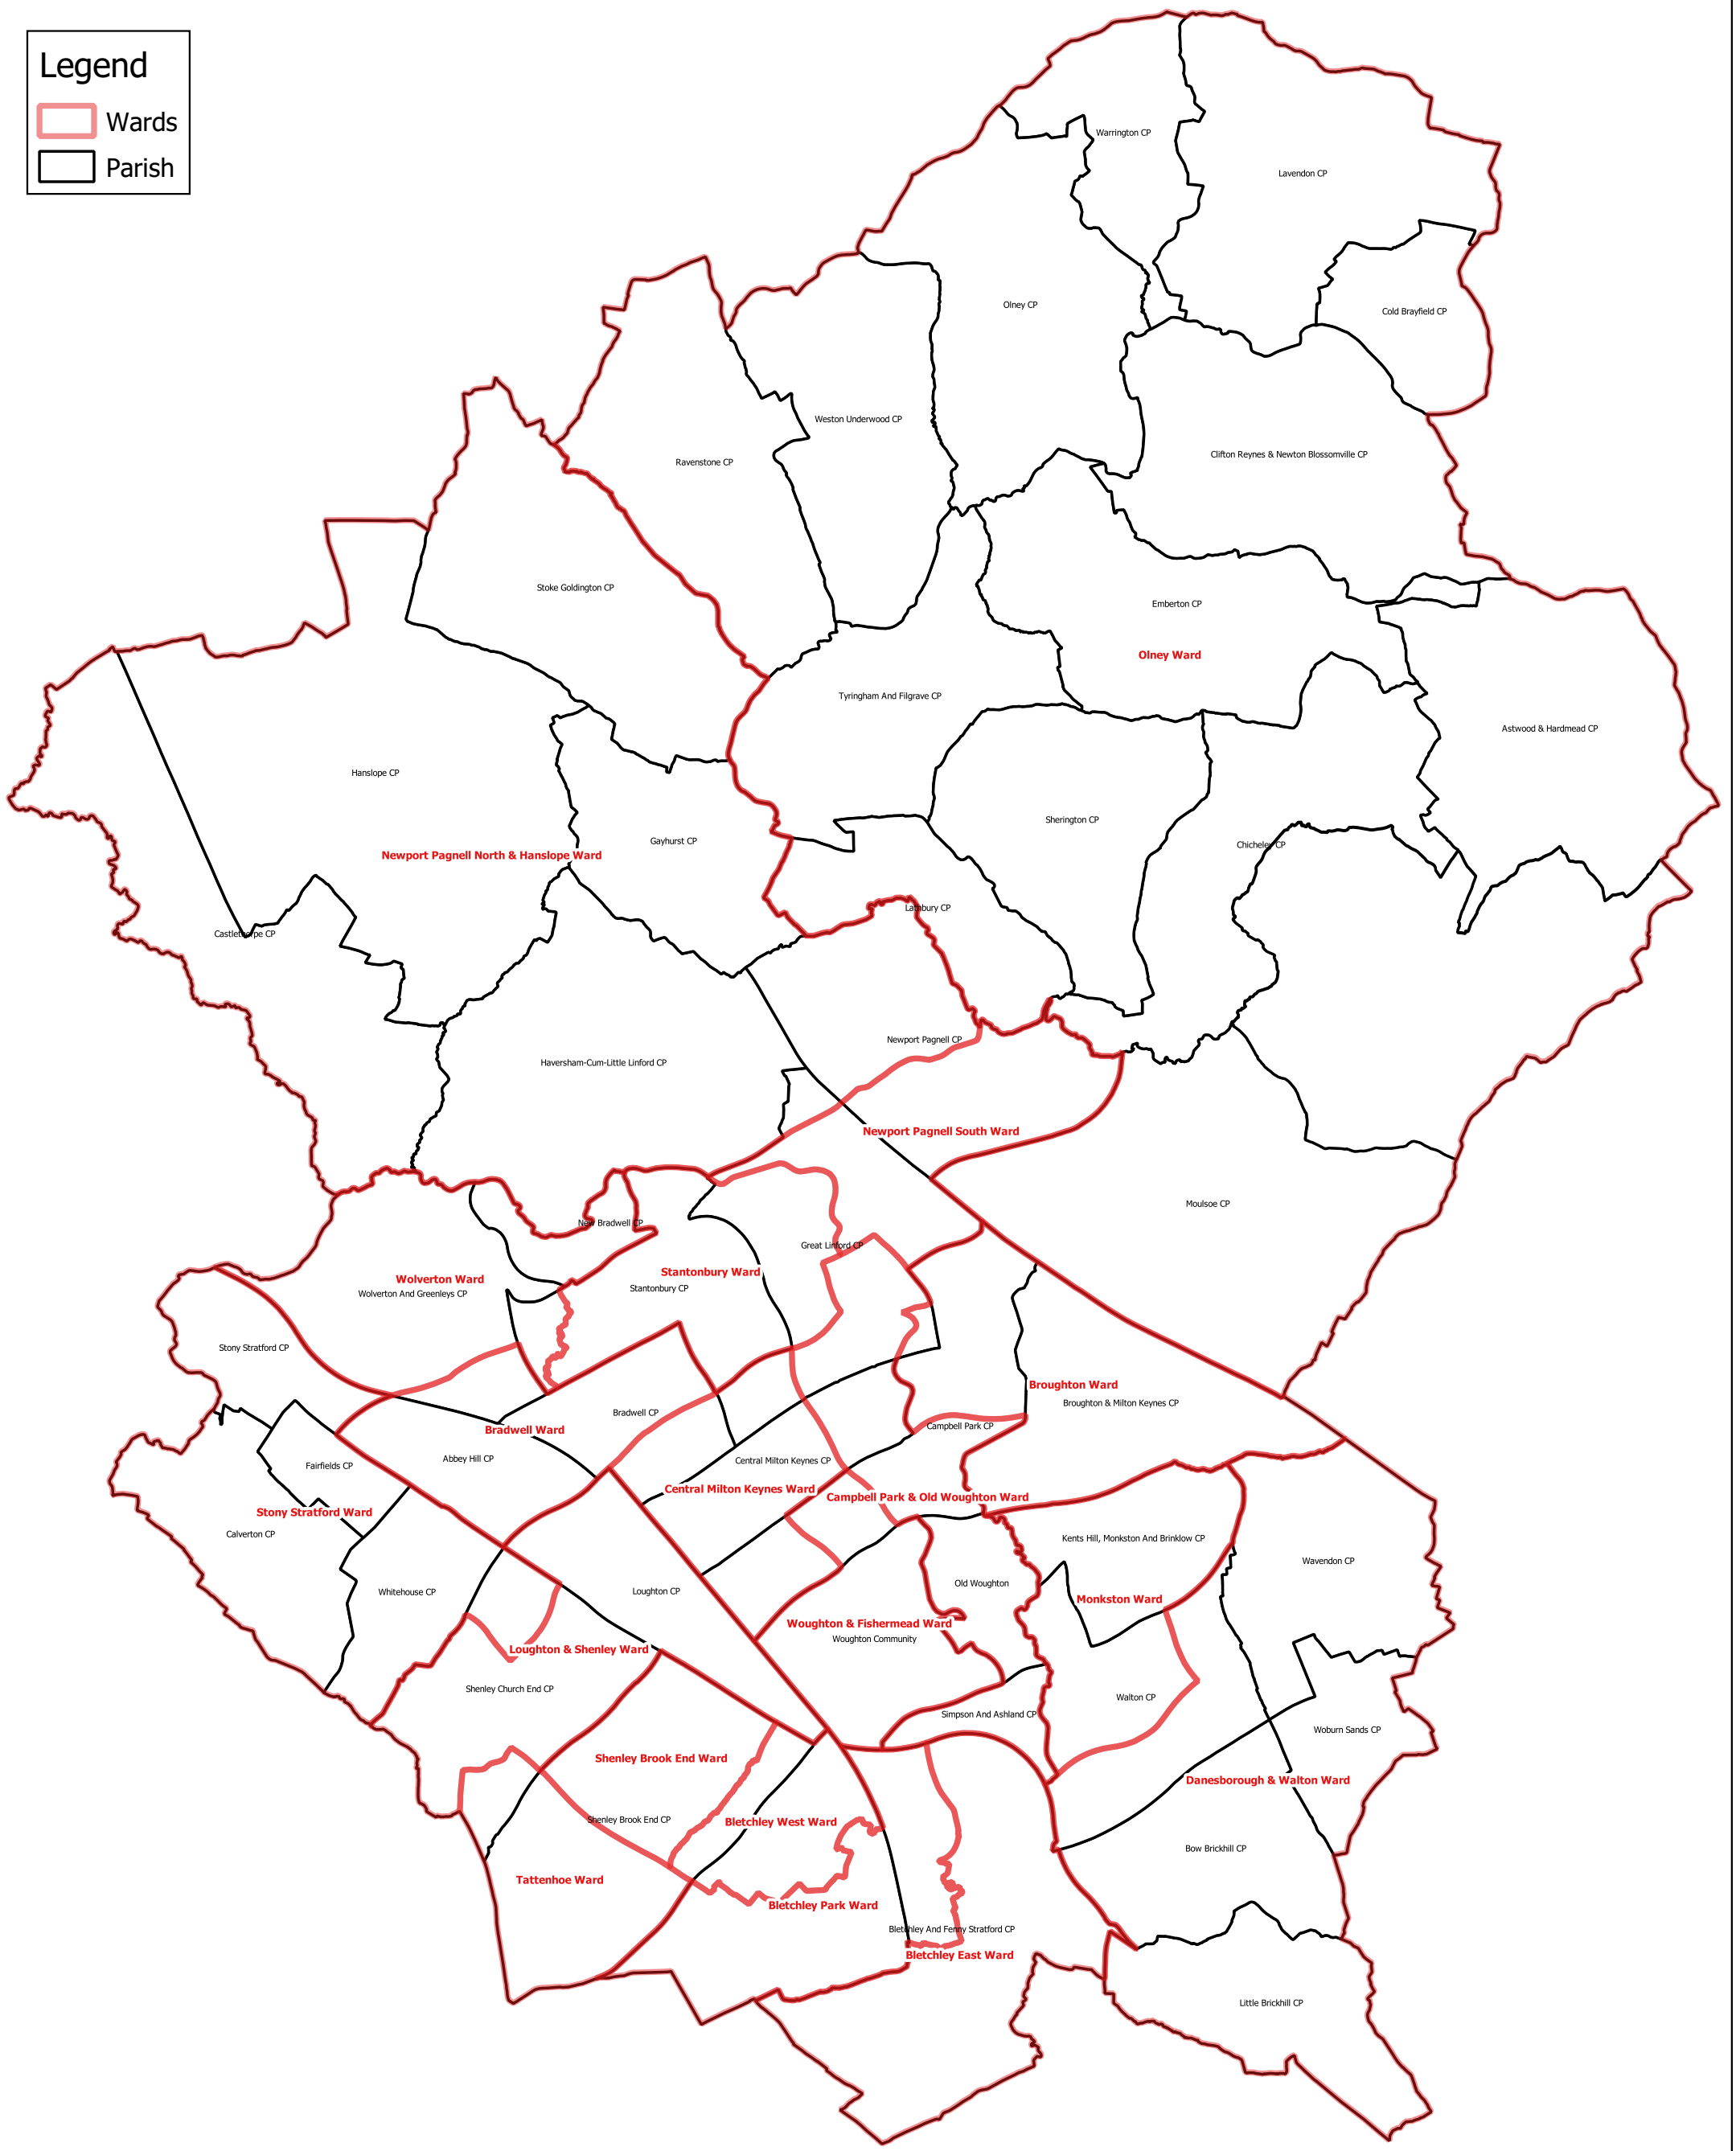 Legend
Wards
Parish
Warrington CP
Lavendon CP
Olney CP
Cold Brayfield CP
Weston Underwood CP
Ravenstone CP
Clifton Reynes & Newton Blossomville CP
Stoke Goldington CP
Emberton CP
Olney Ward
Tyringham And Filgrave CP
Astwood & Hardmead CP
Hanslope CP
Sherington CP
Gayhurst CP
Chicheley CP
Newport Pagnell North & Hanslope Ward
Lathbury CP
Castlethorpe CP
Newport Pagnell CP
Haversham-Cum-Little Linford CP
Newport Pagnell South Ward
Moulsoe CP
New Bradwell CP
Great Linford CP
Stantonbury Ward
Wolverton Ward
Stantonbury CP
Wolverton And Greenleys CP
Stony Stratford CP
Broughton Ward
Broughton & Milton Keynes CP
Bradwell CP
Campbell Park CP
Bradwell Ward
Abbey Hill CP
Central Milton Keynes CP
Fairfields CP
Central Milton Keynes Ward
Campbell Park & Old Woughton Ward
Stony Stratford Ward
Calverton CP
Kents Hill, Monkston And Brinklow CP
Wavendon CP
Old Woughton
Whitehouse CP
Loughton CP
Monkston Ward
Woughton & Fishermead Ward
Woughton Community
Loughton & Shenley Ward
Shenley Church End CP
Walton CP
Simpson And Ashland CP
Woburn Sands CP
Shenley Brook End Ward
Danesborough & Walton Ward
Shenley Brook End CP
Bletchley West Ward
Bow Brickhill CP
Tattenhoe Ward
Bletchley Park Ward
Bletchley And Fenny Stratford CP
Bletchley East Ward
Little Brickhill CP